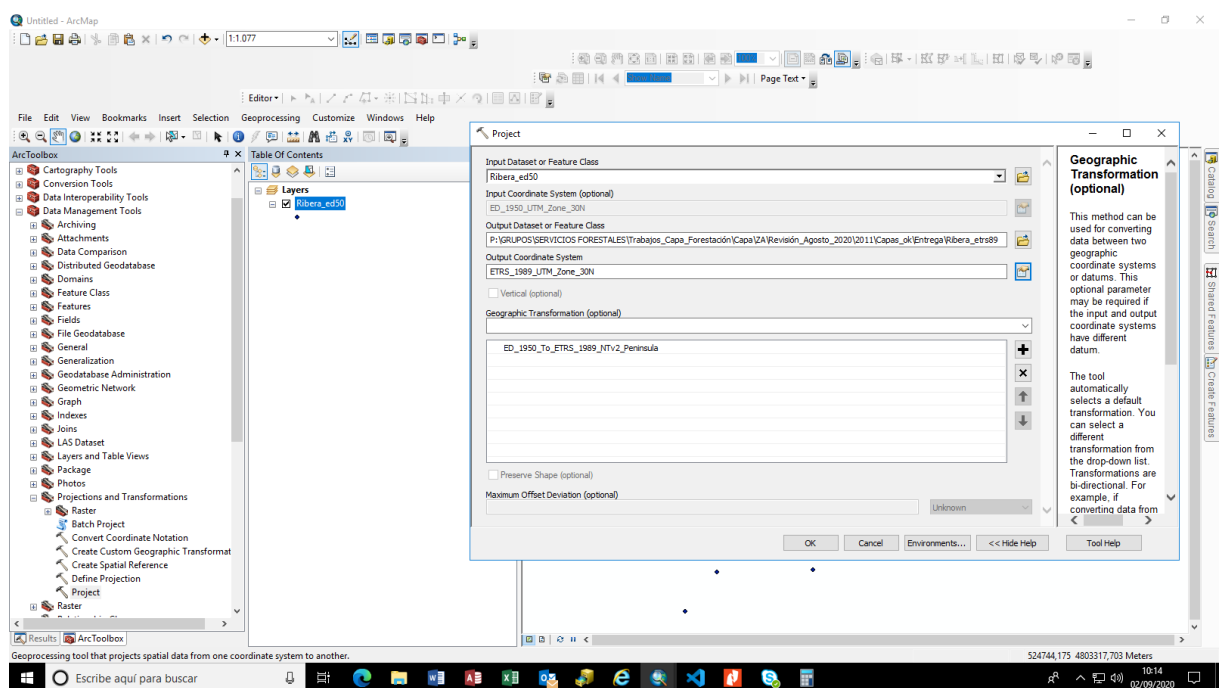 Untitled - ArcMap
1:1.077
Page Text
Editor
File Edit View Bookmarks Insert Selection Geoprocessing Customize Windows Help
ArcToolbox
Cartography Tools
Conversion Tools
Data Interoperability Tools
Data Management Tools
Archiving
Attachments
Data Comparison
Distributed Geodatabase
Domains
Feature Class
Features
Fields
File Geodatabase
General
Generalization
Geodatabase Administration
Geometric Network
Graph
Indexes
Joins
LAS Dataset
Layers and Table Views
Package
Photos
Projections and Transformations
Raster
Batch Project
Convert Coordinate Notation
Create Custom Geographic Transformat
Create Spatial Reference
Define Projection
Project
Raster
Results ArcToolbox
Table Of Contents
Layers
Ribera_ed50
Project
Input Dataset or Feature Class
Ribera_ed50
Input Coordinate System (optional)
ED_1950_UTM_Zone_30N
Output Dataset or Feature Class
P:\GRUPOS\SERVICIOS FORESTALES\Trabajos_Capa_Forestación\Capa\ZA\Revisión_Agosto_2020\2011\Capas_ok\Entrega\Ribera_etrs89
Output Coordinate System
ETRS_1989_UTM_Zone_30N
Vertical (optional)
Geographic Transformation (optional)
ED_1950_To_ETRS_1989_NTv2_Peninsula
Preserve Shape (optional)
Maximum Offset Deviation (optional)
Unknown
OK Cancel Environments... << Hide Help Tool Help
Geographic
Transformation
(optional)
This method can be
used for converting
data between two
geographic
coordinate systems
or datums. This
optional parameter
may be required if
the input and output
coordinate systems
have different
datum.
The tool
automatically
selects a default
transformation. You
can select a
different
transformation from
the drop-down list.
Transformations are
bi-directional. For
example, if
converting data from
Catalog
Search
Shared Features
Create Features
Geoprocessing tool that projects spatial data from one coordinate system to another.
524744,175 4803317,703 Meters
Escribe aquí para buscar
10:14
02/09/2020